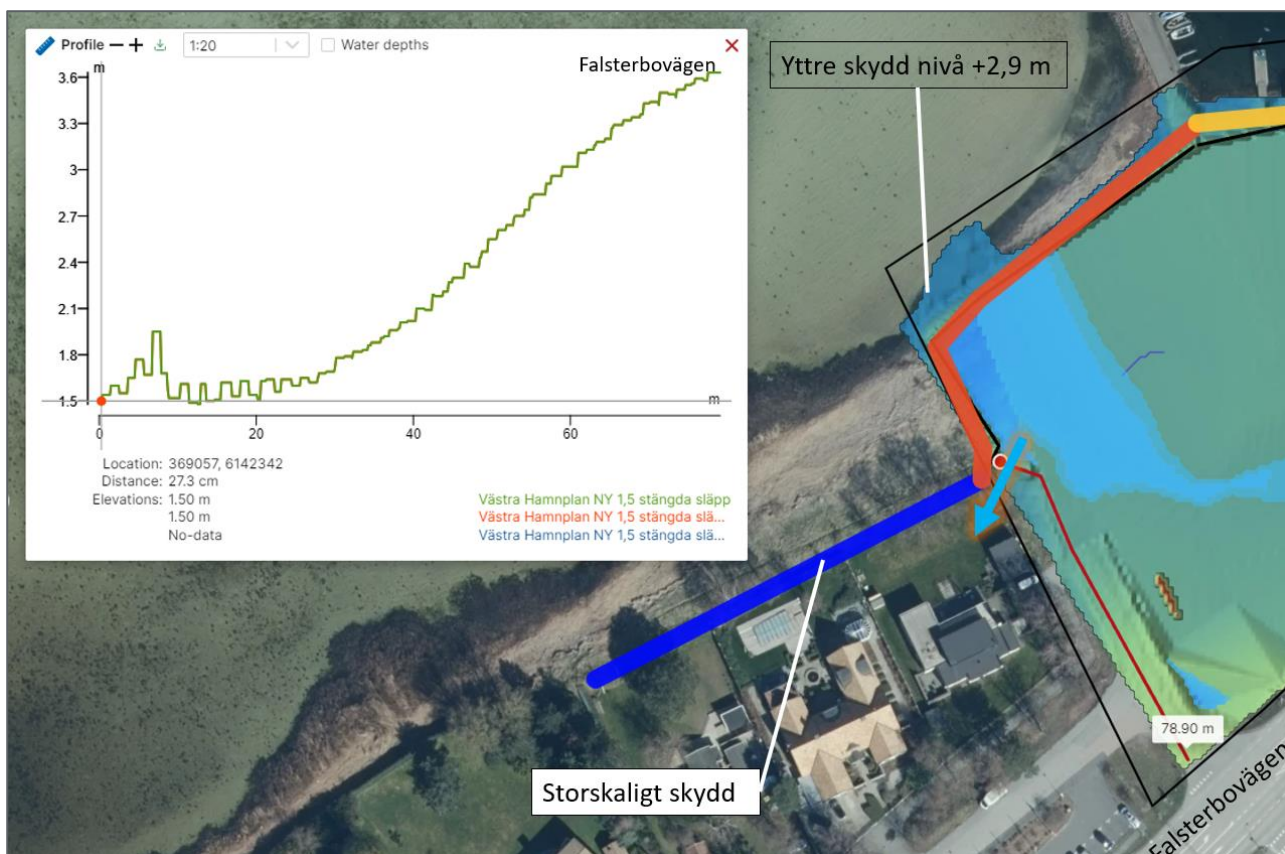 Profile
1:20
Water depths
m
Falsterbovägen
3.6
3.3
3
2.7
2.4
2.1
1.8
1.5
m
0
20
40
60
Location: 369057, 6142342
Distance: 27.3 cm
Elevations: 1.50 m
1.50 m
No-data
Västra Hamnplan NY 1,5 stängda släpp
Västra Hamnplan NY 1,5 stängda slä...
Västra Hamnplan NY 1,5 stängda slä...
Yttre skydd nivå +2,9 m
78.90 m
Storskaligt skydd
Falsterbovägen